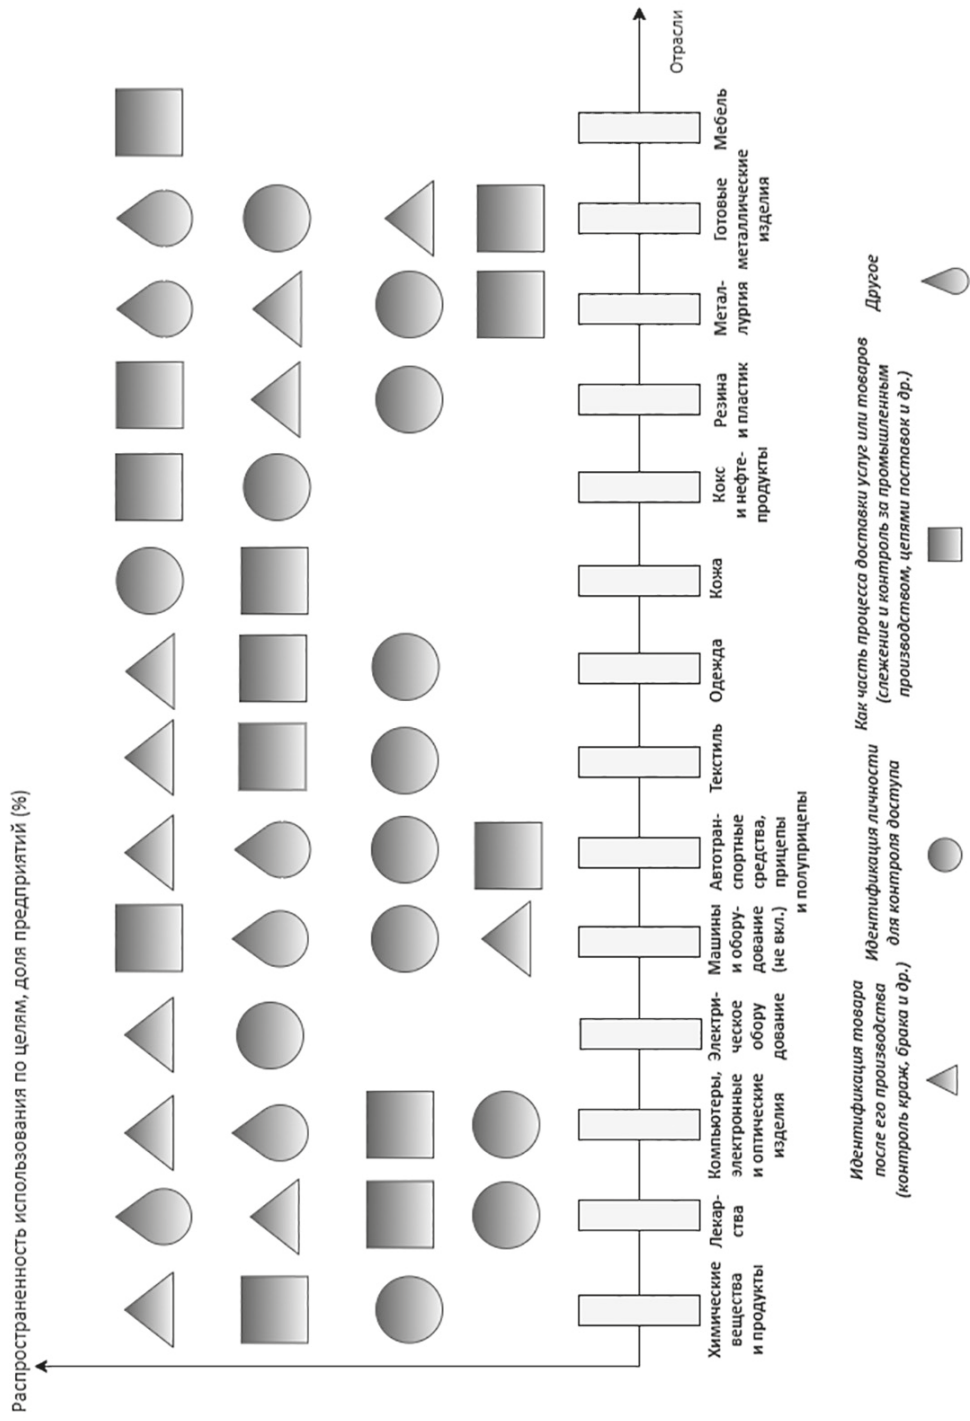 Распространенность использования по целям, доля предприятий (%)
Отрасли
Химические
вещества
и продукты
Лекар-
ства
Компьютеры,
электронные
и оптические
изделия
Электри-
ческое
обору
дование
Машины
и обору-
дование
(не вкл.)
Автотран-
спортные
средства,
прицепы
и полуприцепы
Текстиль
Одежда
Кожа
Кокс
и нефте-
продукты
Резина
и пластик
Метал-
лургия
Готовые
металлические
изделия
Мебель
Идентификация товара
после его производства
(контроль краж, брака и др.)
Идентификация личности
для контроля доступа
Как часть процесса доставки услуг или товаров
(слежение и контроль за промышленным
производством, цепями поставок и др.)
Другое